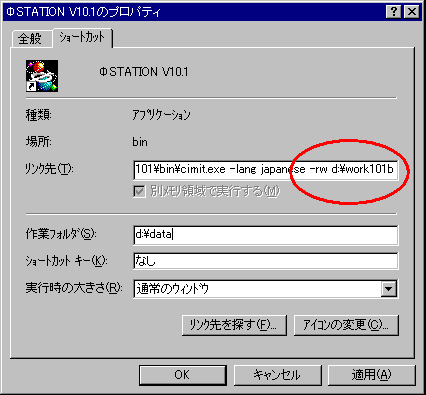 ΦSTATION V10.1のプロパティ
全般 ショートカット
ΦSTATION V10.1
種類: アプリケーション
場所: bin
リンク先(T): 101¥bin¥cimit.exe -lang japanese -rw d:¥work101b
別メモリ領域で実行する(M)
作業フォルダ(S): d:¥data
ショートカット キー(K): なし
実行時の大きさ(R): 通常のウィンドウ
リンク先を探す(F)... アイコンの変更(C)...
OK キャンセル 適用(A)